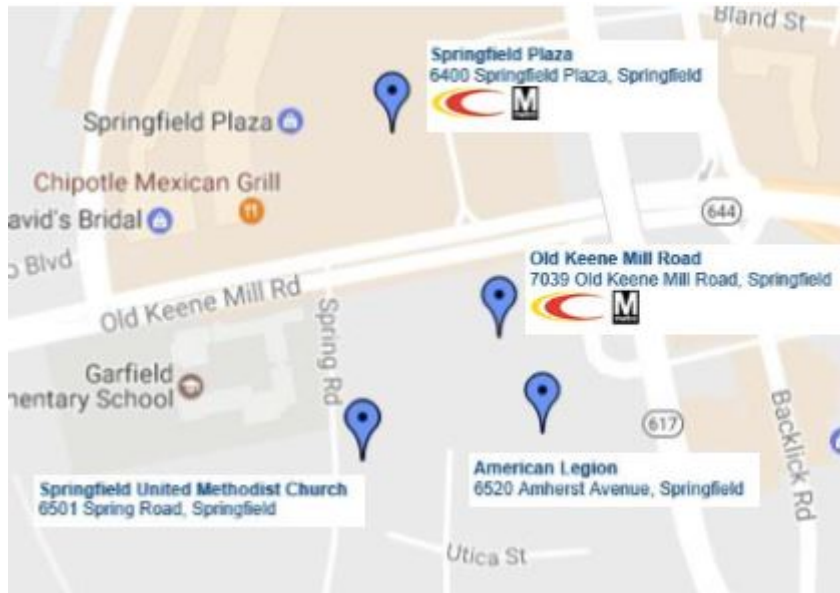 Bland St
Springfield Plaza
6400 Springfield Plaza, Springfield
M
metro
Springfield Plaza
Chipotle Mexican Grill
avid's Bridal
644
o Blvd
Old Keene Mill Road
7039 Old Keene Mill Road, Springfield
M
metro
Old Keene Mill Rd
Spring Rd
Garfield
mentary School
617
Backlick Rd
American Legion
6520 Amherst Avenue, Springfield
Springfield United Methodist Church
6501 Spring Road, Springfield
Utica St